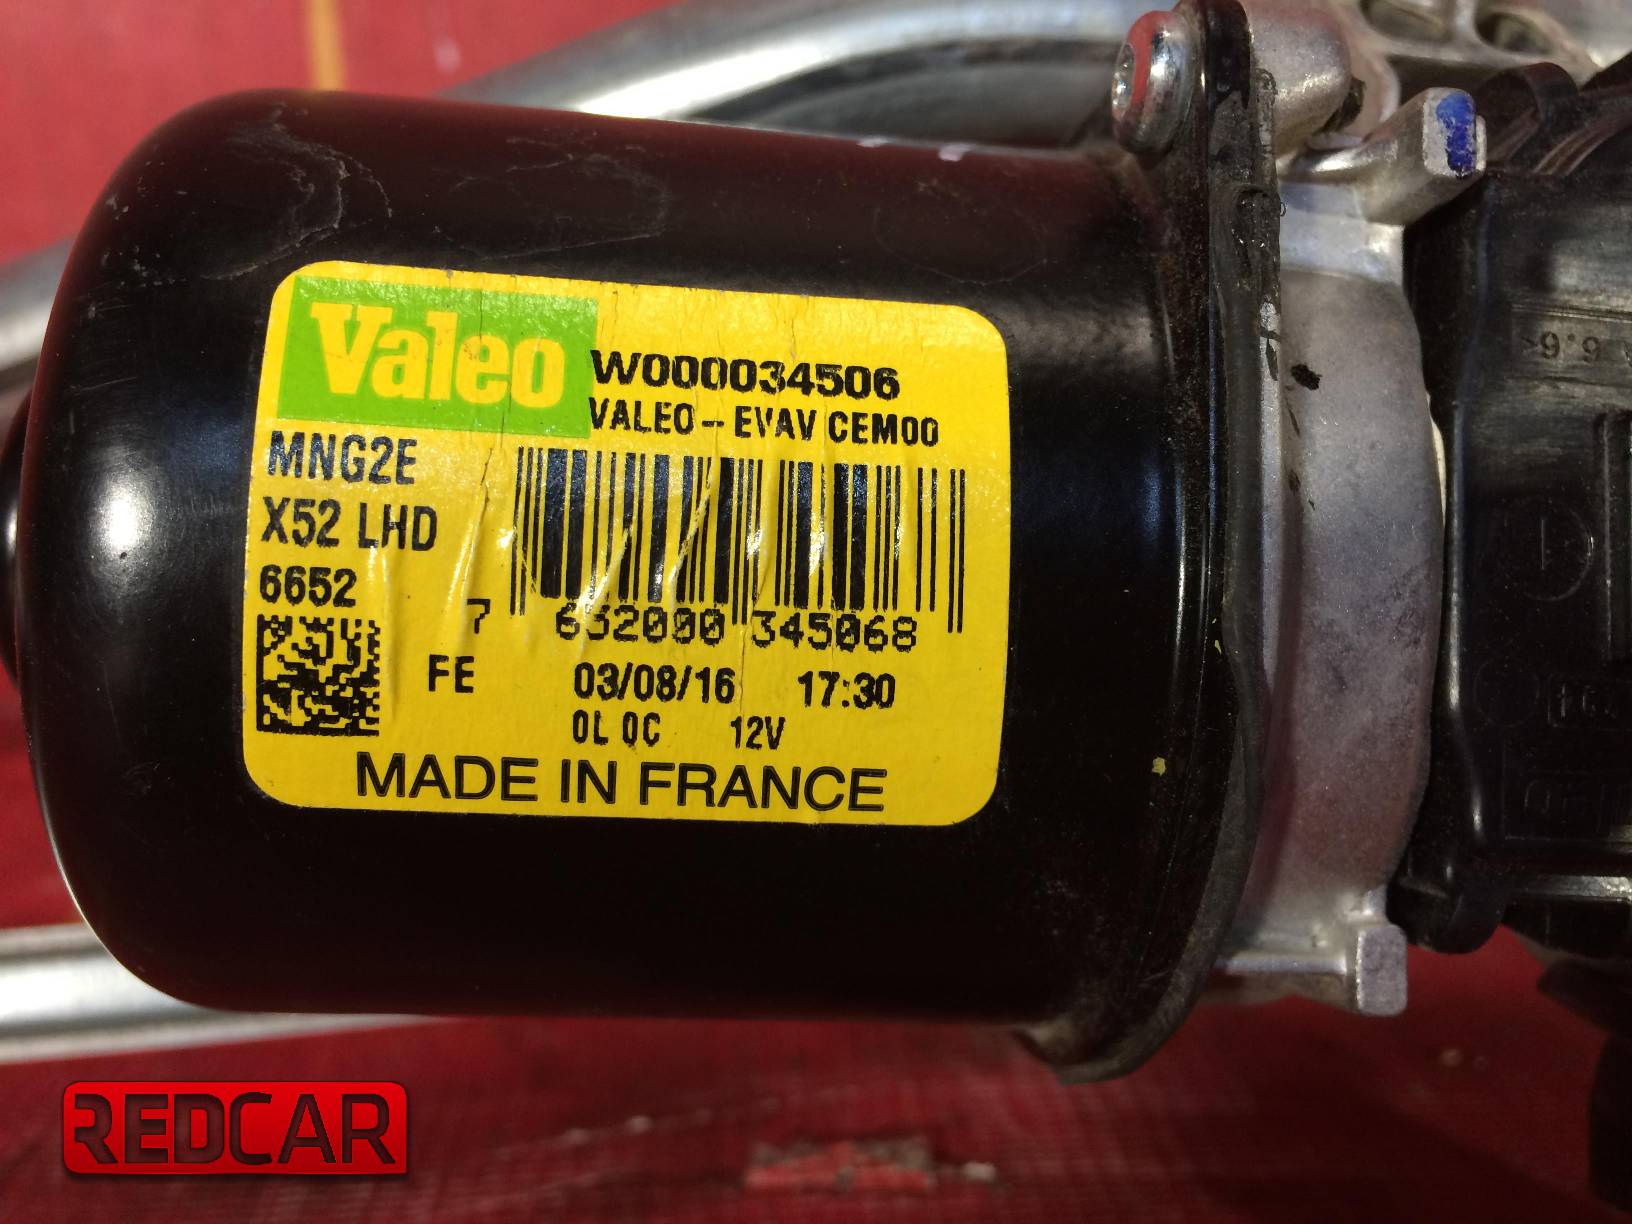 Valeo
W000034506
VALEO-EVAV CEM00
MNG2E
X52 LHD
6652
7 632000 345068
FE 03/08/16 17:30
0L 0C 12V
MADE IN FRANCE
REDCAR